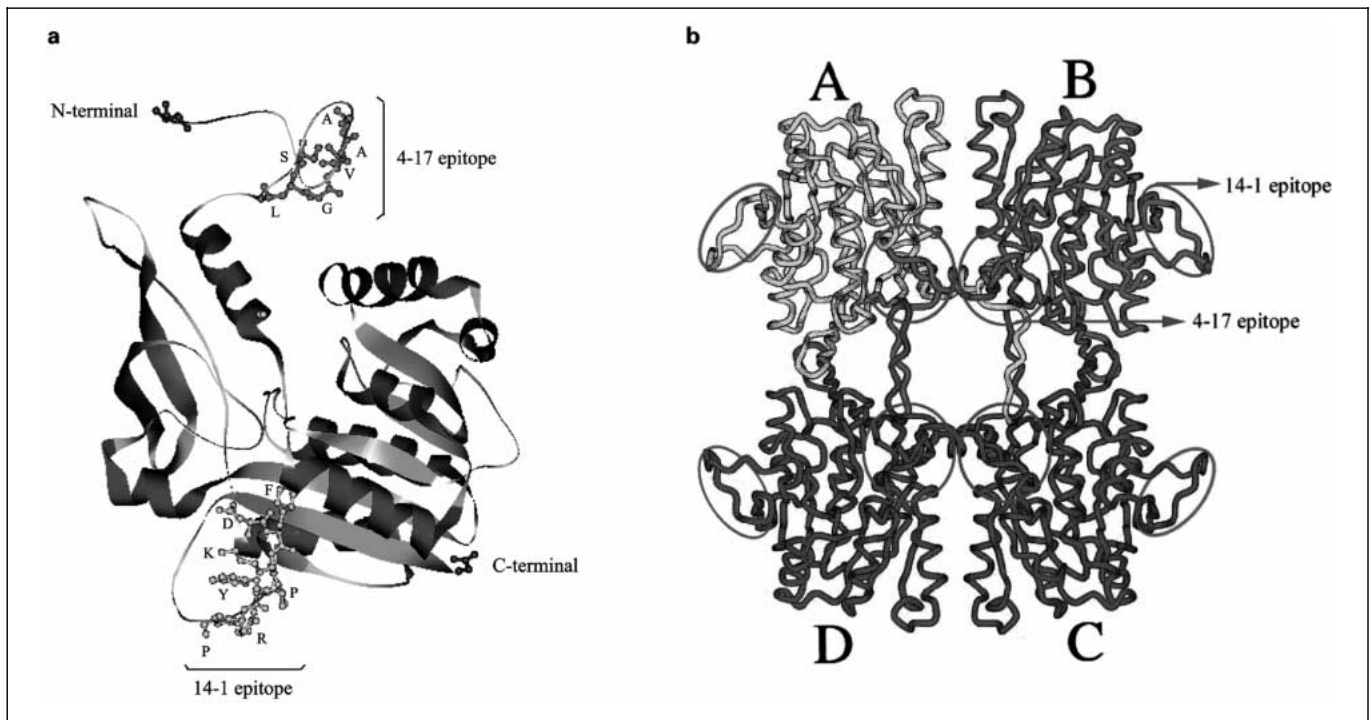 a
N-terminal
A
S
A
V
L
G
4-17 epitope
F
D
K
Y
P
R
P
C-terminal
14-1 epitope
b
A
B
14-1 epitope
4-17 epitope
D
C